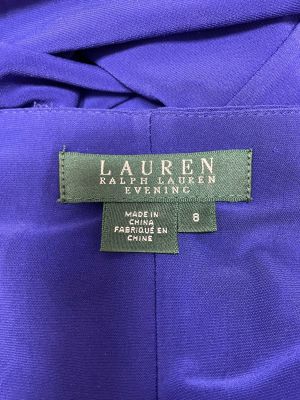 LAUREN
RALPH LAUREN
EVENING
MADE IN
CHINA
FABRIQUÉ EN
CHINE
8